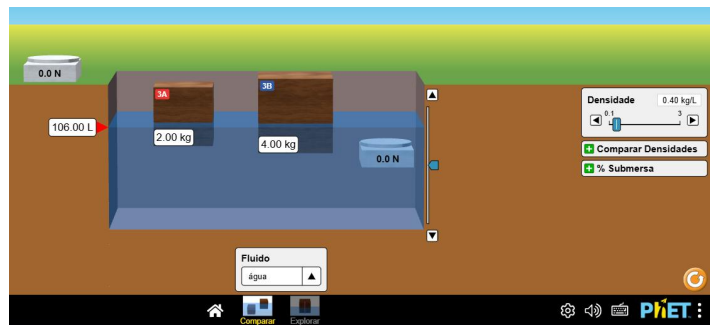 0.0 N
3A
3B
106.00 L
2.00 kg
4.00 kg
0.0 N
Densidade
0.40 kg/L
0.1
3
Comparar Densidades
% Submersa
Fluido
água
Comparar
Explorar
PhET